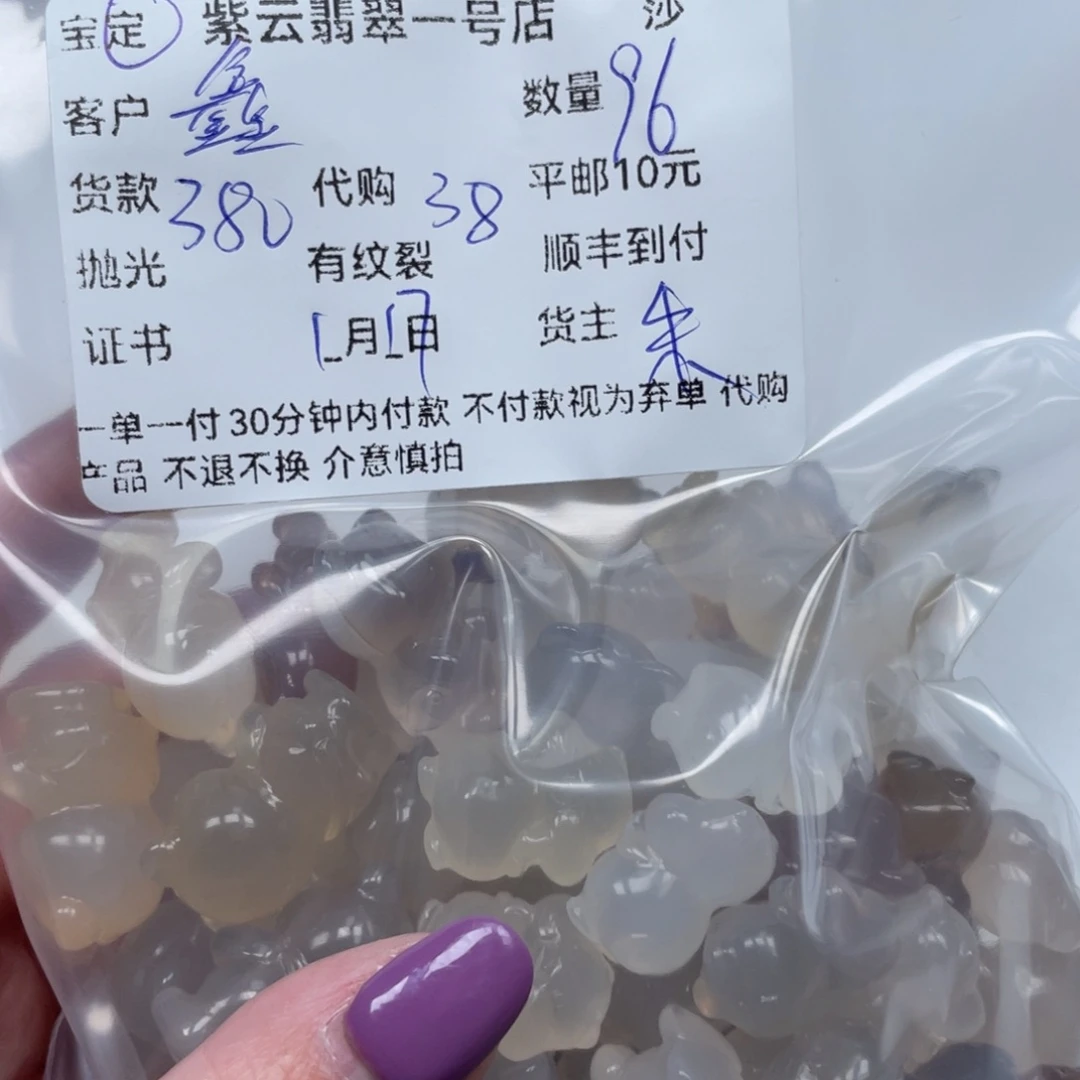 宝定 紫云翡翠一号店 沙
客户 鑫 数量 96
货款 380 代购 38 平邮10元
抛光 有纹裂 顺丰到付
证书 1月17日 货主 朱
一单一付 30分钟内付款 不付款视为弃单 代购
产品 不退不换 介意慎拍